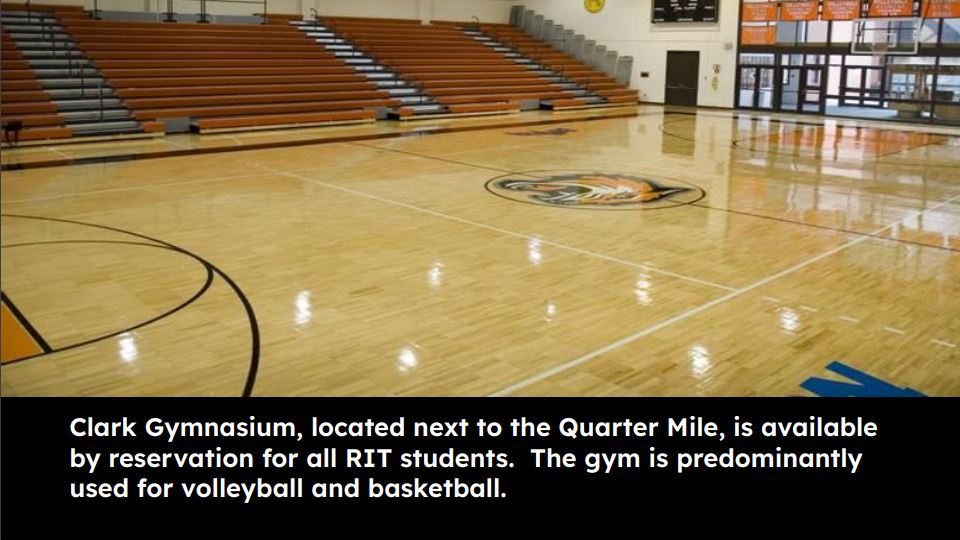 Clark Gymnasium, located next to the Quarter Mile, is available
by reservation for all RIT students.  The gym is predominantly
used for volleyball and basketball.